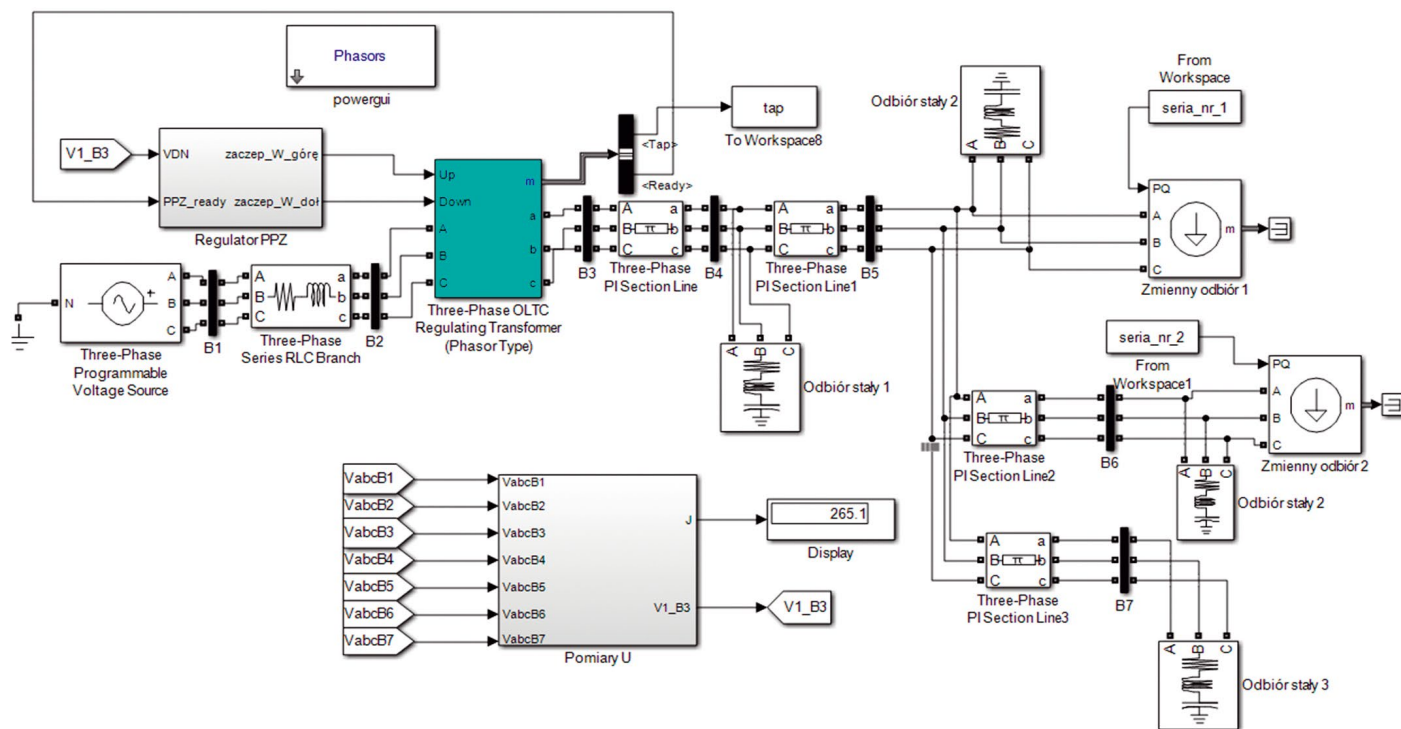 Phasors
powergui
V1_B3
VDN
zaczep_W_górę
PPZ_ready
zaczep_W_doł
Regulator PPZ
Up
m
Down
a
A
B
b
C
c
Three-Phase OLTC
Regulating Transformer
(Phasor Type)
<Tap>
<Ready>
tap
To Workspace8
N
+
A
B
C
Three-Phase
Programmable
Voltage Source
B1
A
a
B
b
C
c
Three-Phase
Series RLC Branch
B2
B3
A
a
B
π
b
C
c
Three-Phase
PI Section Line
B4
A
a
B
π
b
C
c
Three-Phase
PI Section Line1
B5
A
B
C
Odbiór stały 1
Odbiór stały 2
A
B
C
From
Workspace
seria_nr_1
PQ
A
B
C
m
Zmienny odbiór 1
seria_nr_2
From
Workspace1
PQ
A
B
C
m
Zmienny odbiór 2
A
a
B
π
b
C
c
Three-Phase
PI Section Line2
B6
A
B
C
Odbiór stały 2
A
a
B
π
b
C
c
Three-Phase
PI Section Line3
B7
A
B
C
Odbiór stały 3
VabcB1
VabcB2
VabcB3
VabcB4
VabcB5
VabcB6
VabcB7
VabcB1
VabcB2
VabcB3
VabcB4
VabcB5
VabcB6
VabcB7
J
V1_B3
Pomiary U
265.1
Display
V1_B3